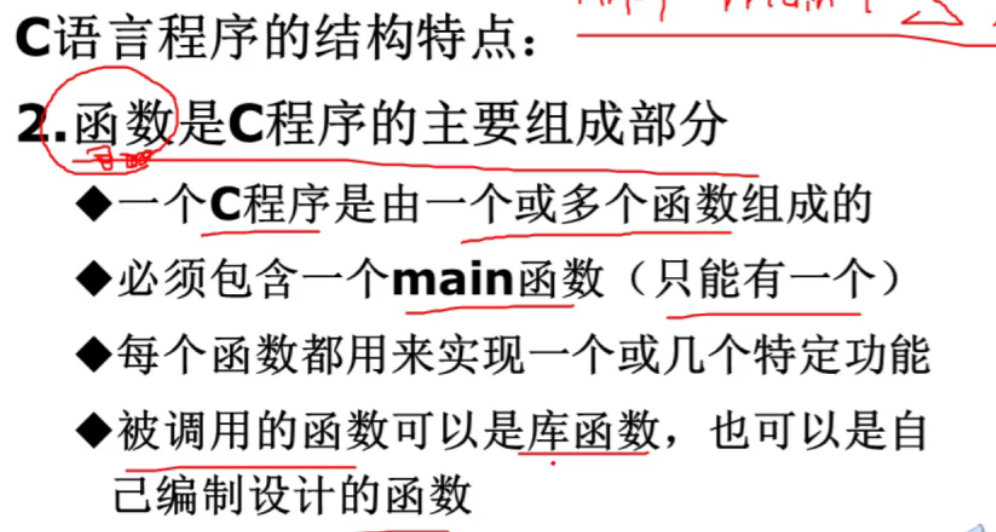 C语言程序的结构特点:
2.函数是C程序的主要组成部分
◆一个C程序是由一个或多个函数组成的
◆必须包含一个main函数(只能有一个)
◆每个函数都用来实现一个或几个特定功能
◆被调用的函数可以是库函数,也可以是自
己编制设计的函数